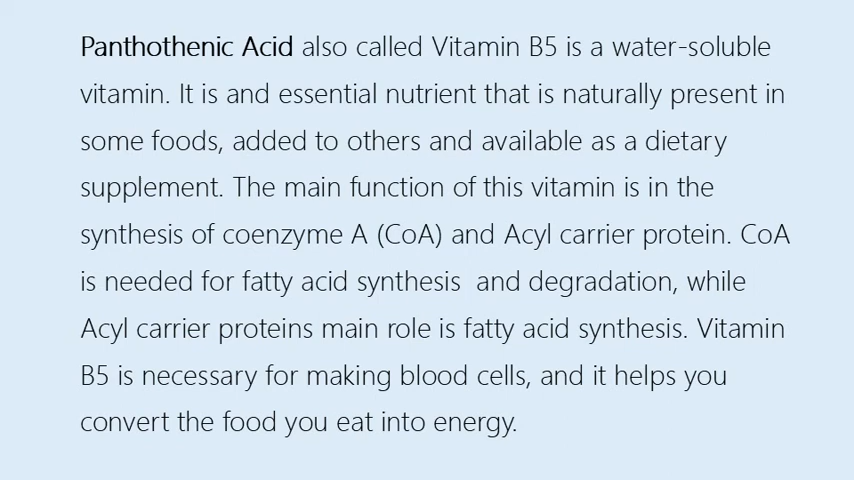 Panthothenic Acid also called Vitamin B5 is a water-soluble
vitamin. It is and essential nutrient that is naturally present in
some foods, added to others and available as a dietary
supplement. The main function of this vitamin is in the
synthesis of coenzyme A (CoA) and Acyl carrier protein. CoA
is needed for fatty acid synthesis  and degradation, while
Acyl carrier proteins main role is fatty acid synthesis. Vitamin
B5 is necessary for making blood cells, and it helps you
convert the food you eat into energy.